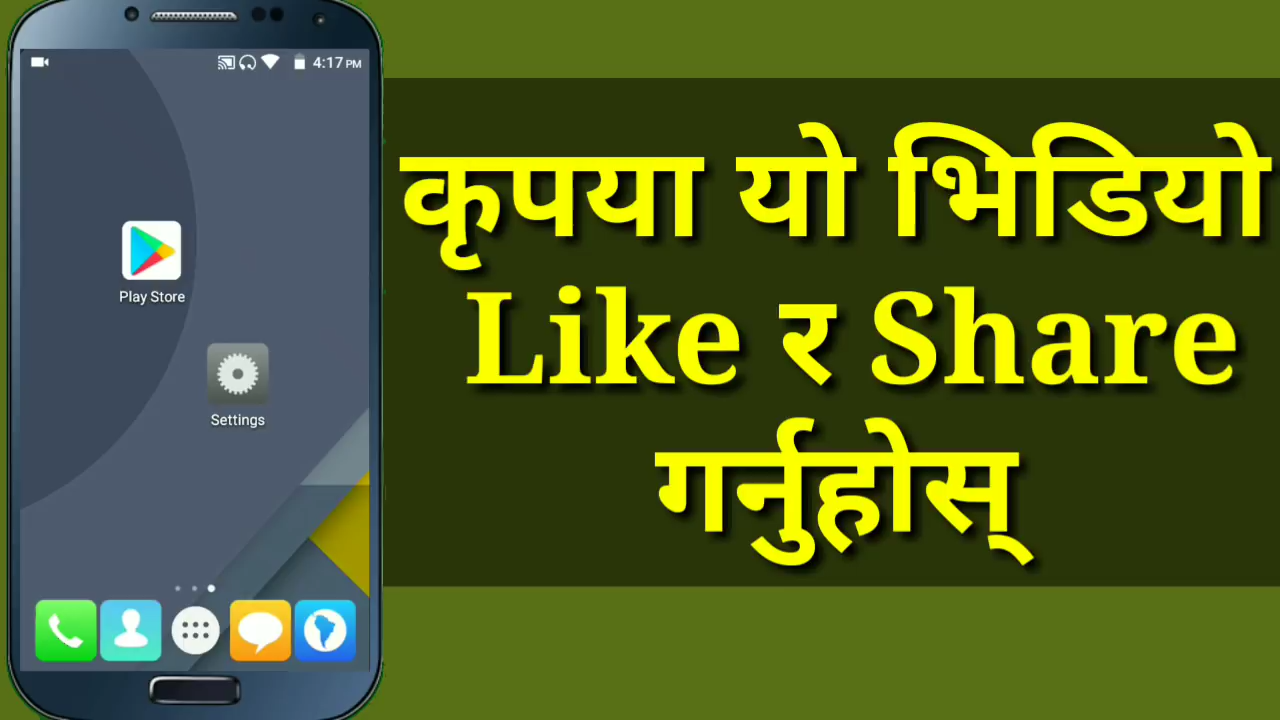 4:17 PM
Play Store
Settings
कृपया यो भिडियो
Like र Share
गर्नुहोस्